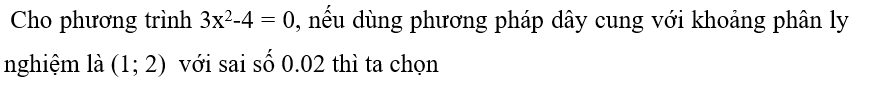 Cho phương trình 3x²-4 = 0, nếu dùng phương pháp dây cung với khoảng phân ly
nghiệm là (1; 2) với sai số 0.02 thì ta chọn